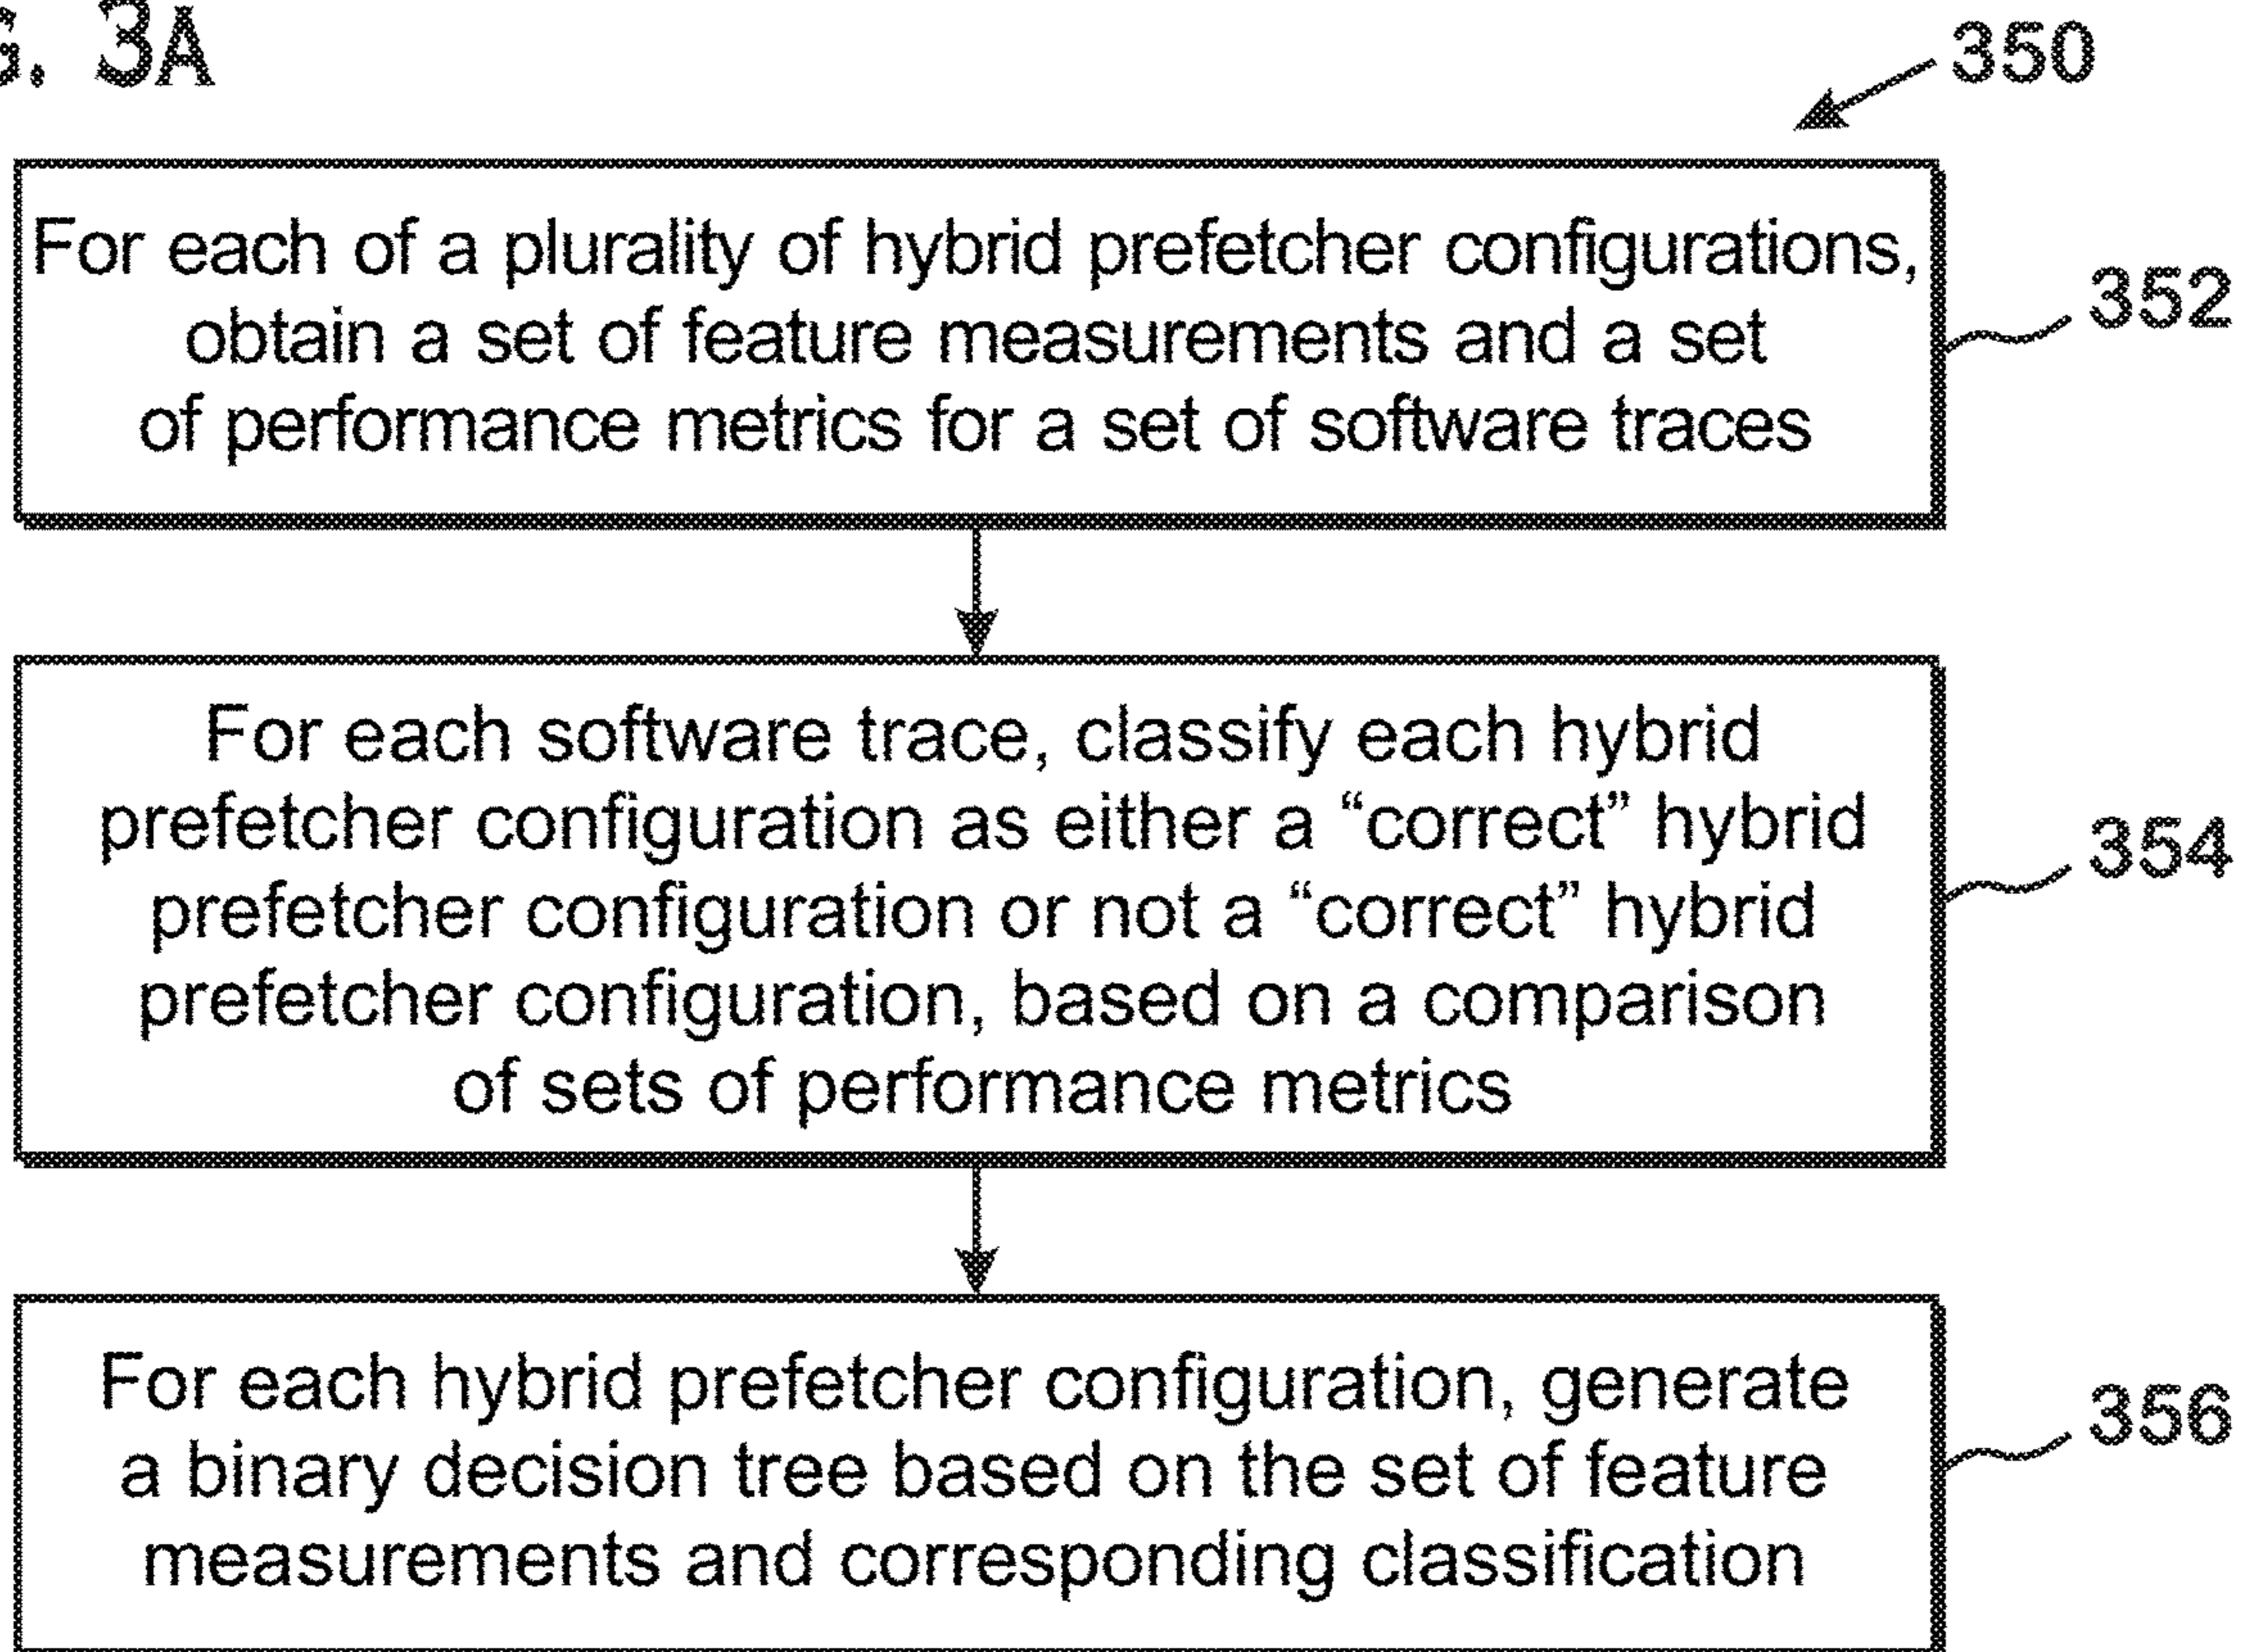 3A
350
For each of a plurality of hybrid prefetcher configurations,
obtain a set of feature measurements and a set
of performance metrics for a set of software traces
352
For each software trace, classify each hybrid
prefetcher configuration as either a “correct” hybrid
prefetcher configuration or not a “correct” hybrid
prefetcher configuration, based on a comparison
of sets of performance metrics
354
For each hybrid prefetcher configuration, generate
a binary decision tree based on the set of feature
measurements and corresponding classification
356